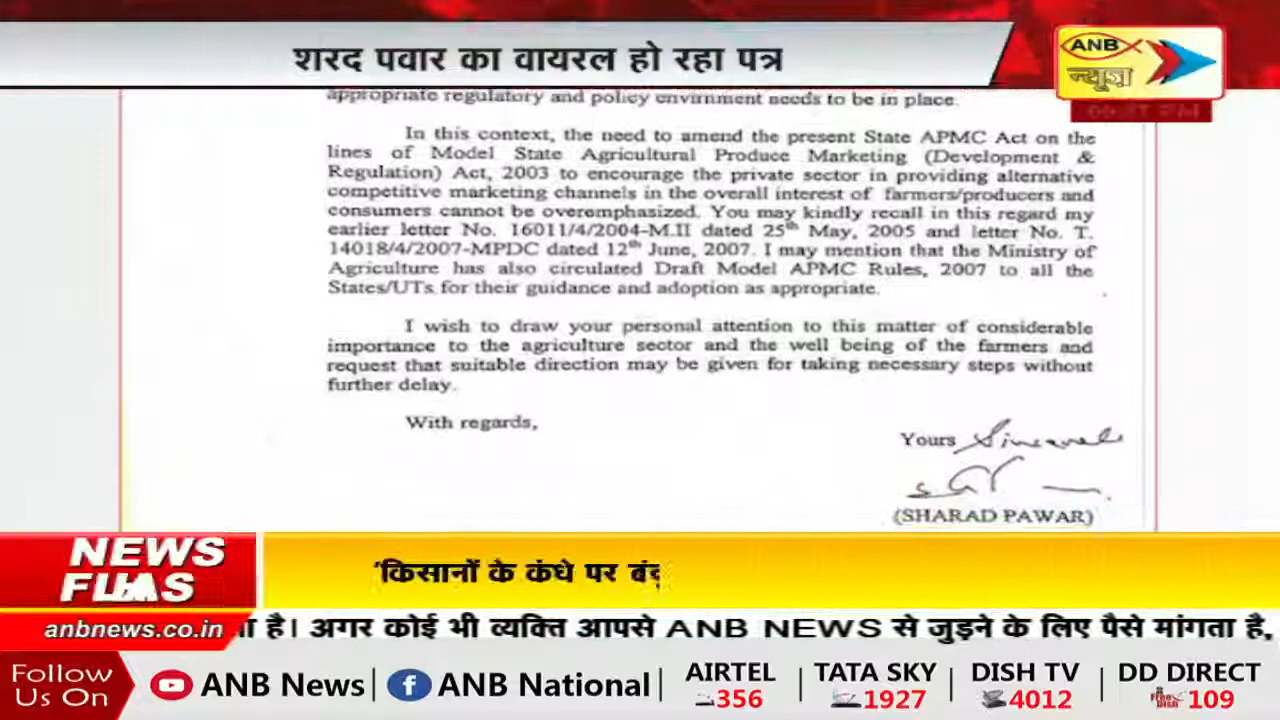 शरद पवार का वायरल हो रहा पत्र
ANB
न्यूज़
appropriate regulatory and policy envirnment needs to be in place.
In this context, the need to amend the present State APMC Act on the
lines of Model State Agricultural Produce Marketing (Development &
Regulation) Act, 2003 to encourage the private sector in providing alternative
competitive marketing channels in the overall interest of farmers/producers and
consumers cannot be overemphasized. You may kindly recall in this regard my
earlier letter No. 16011/4/2004-M.II dated 25th May, 2005 and letter No. T.
14018/4/2007-MPDC dated 12th June, 2007. I may mention that the Ministry of
Agriculture has also circulated Draft Model APMC Rules, 2007 to all the
States/UTs for their guidance and adoption as appropriate.
I wish to draw your personal attention to this matter of considerable
importance to the agriculture sector and the well being of the farmers and
request that suitable direction may be given for taking necessary steps without
further delay.
With regards,
Yours
(SHARAD PAWAR)
NEWS
'किसानों के कंधे पर
anbnews.co.in
है। अगर कोई भी व्यक्ति आपसे ANB NEWS से जुड़ने के लिए पैसे मांगता है,
Follow
Us On
ANB News
ANB National
AIRTEL
356
TATA SKY
1927
DISH TV
4012
DD DIRECT
109